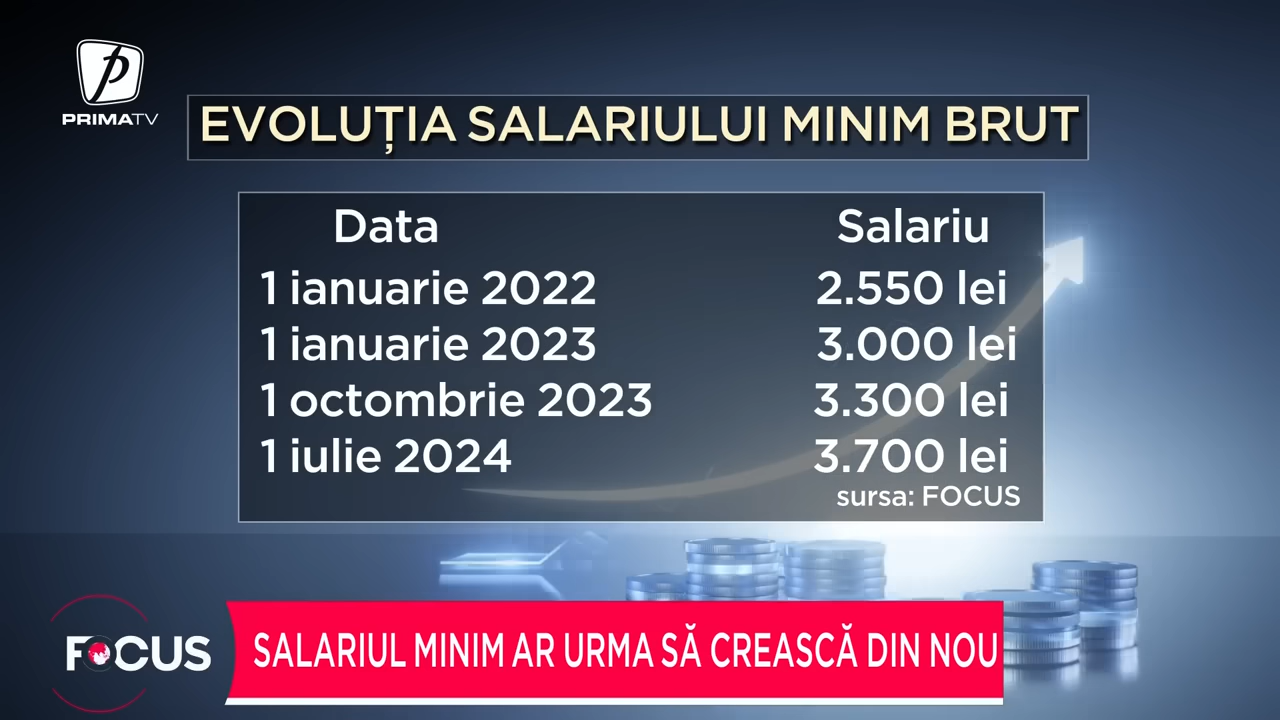 PRIMATV
EVOLUȚIA SALARIULUI MINIM BRUT
Data Salariu
1 ianuarie 2022 2.550 lei
1 ianuarie 2023 3.000 lei
1 octombrie 2023 3.300 lei
1 iulie 2024 3.700 lei
sursa: FOCUS
FOCUS SALARIUL MINIM AR URMA SĂ CREASCĂ DIN NOU